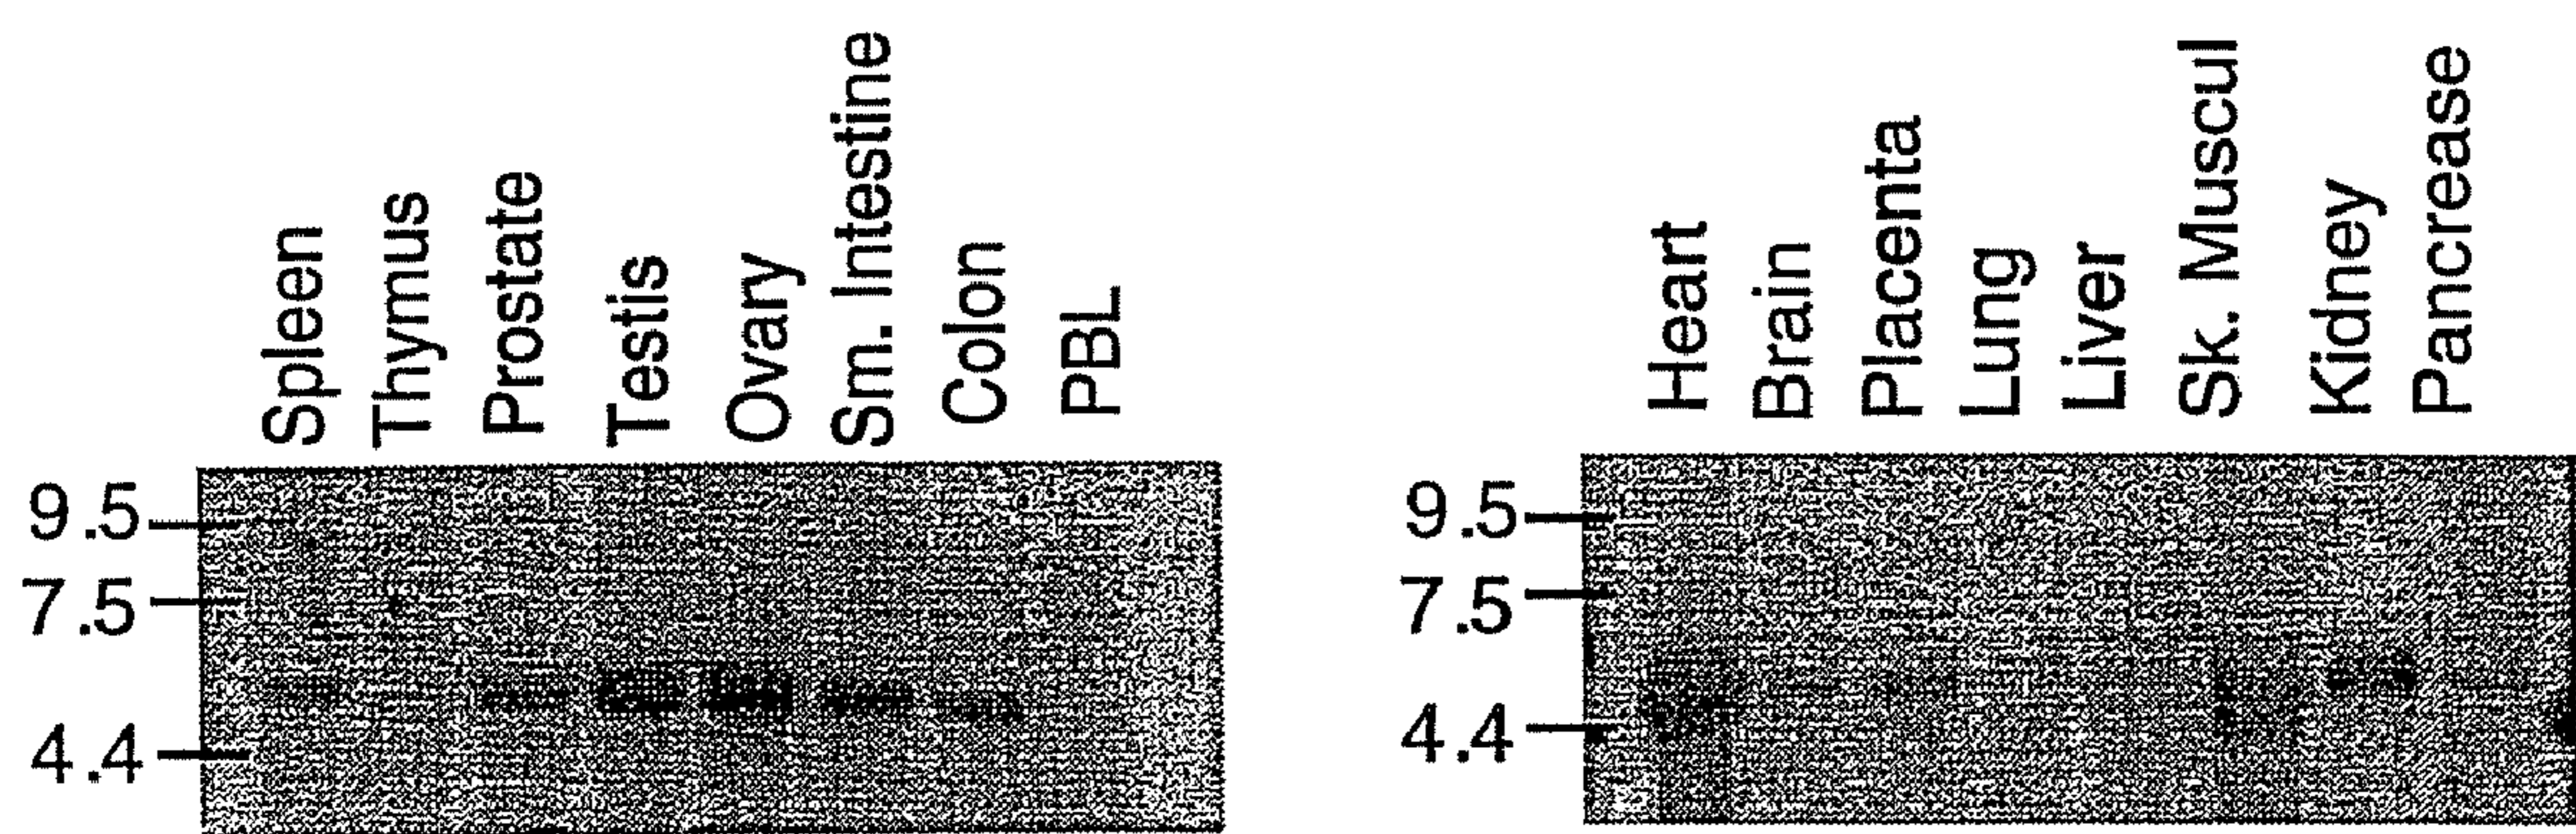 Spleen
Thymus
Prostate
Testis
Ovary
Sm. Intestine
Colon
PBL
9.5
7.5
4.4
Heart
Brain
Placenta
Lung
Liver
Sk. Muscul
Kidney
Pancrease
9.5
7.5
4.4